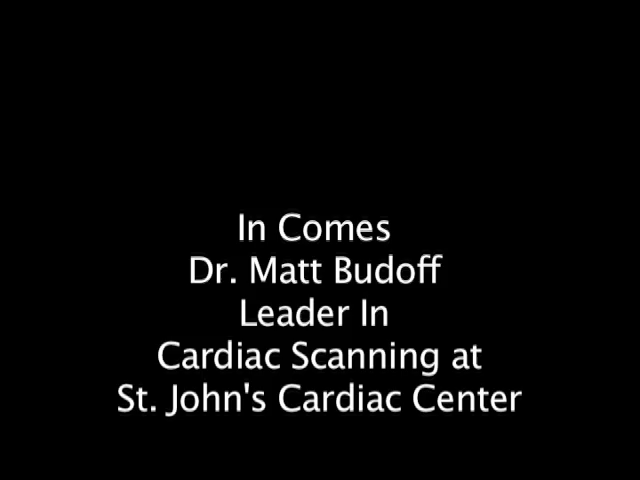 In Comes
Dr. Matt Budoff
Leader In
Cardiac Scanning at
St. John's Cardiac Center